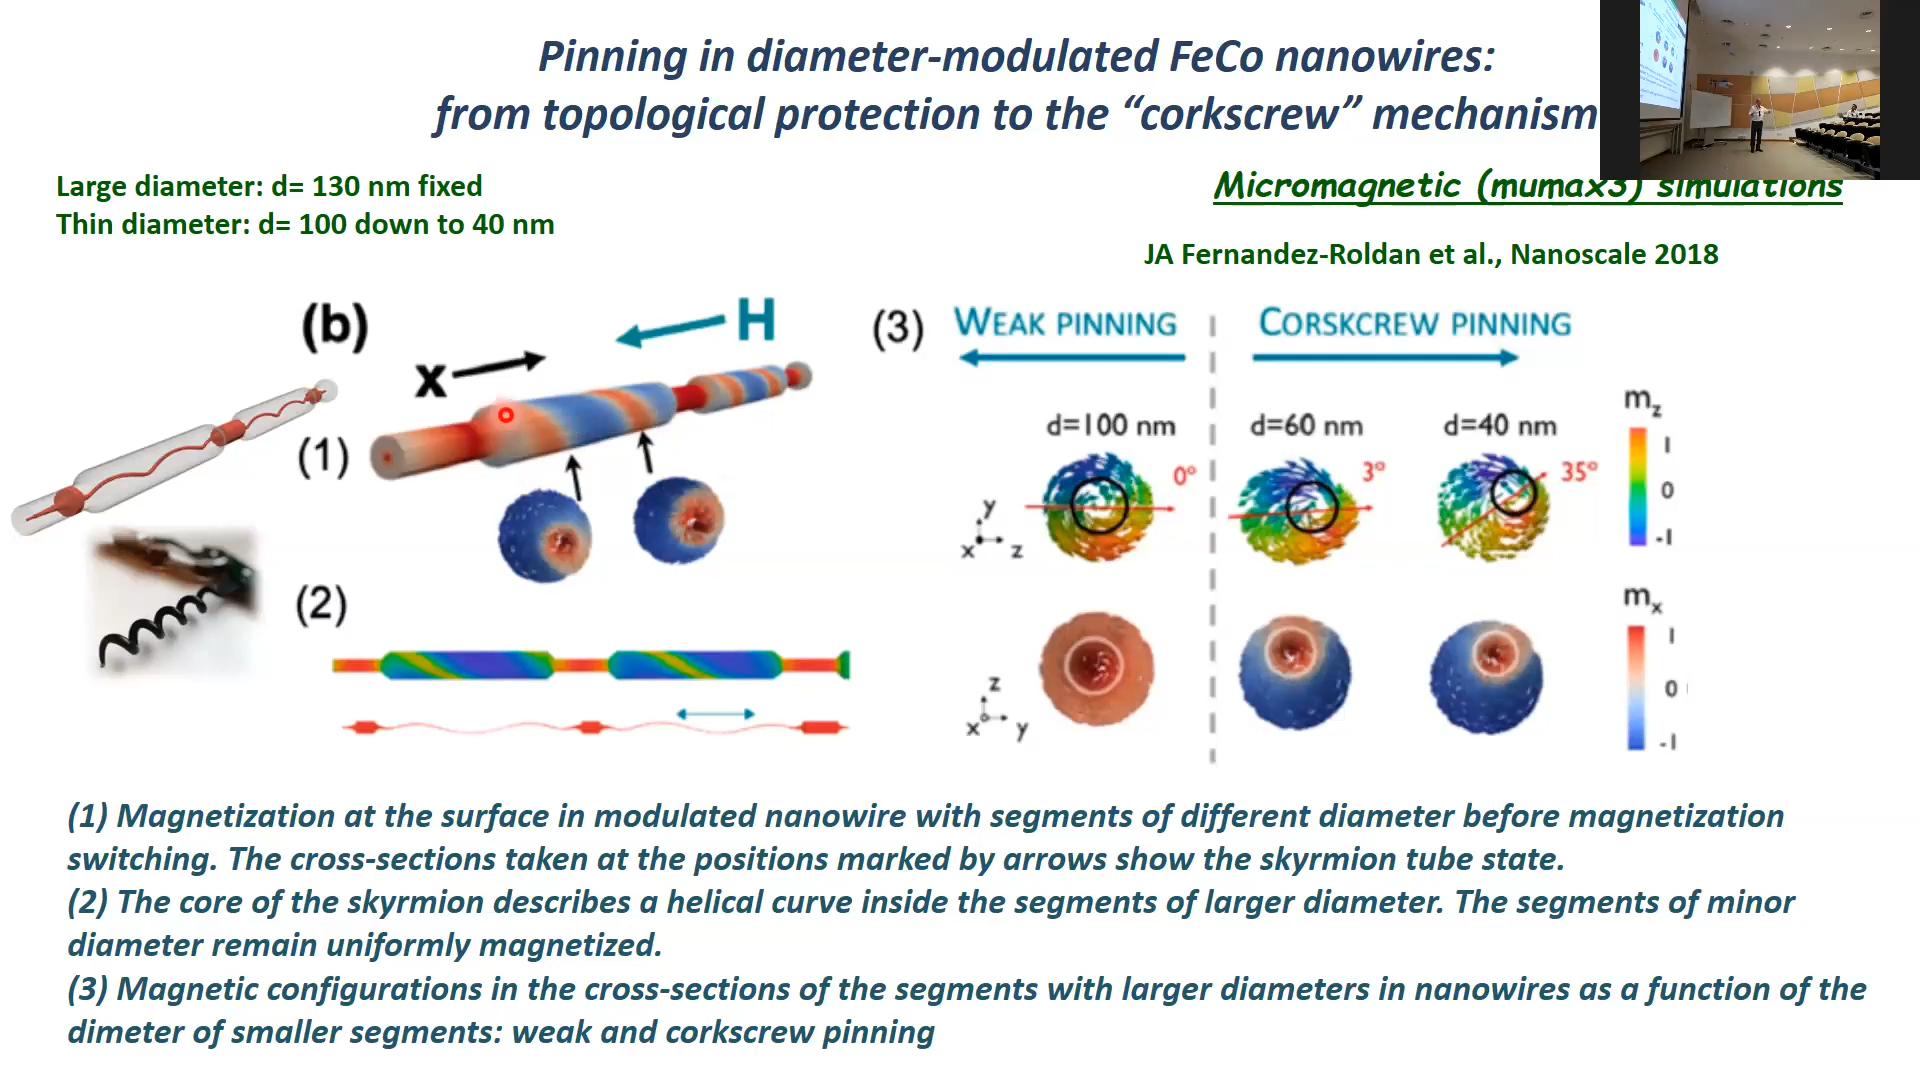 Pinning in diameter-modulated FeCo nanowires:
from topological protection to the “corkscrew” mechanism
Large diameter: d= 130 nm fixed
Thin diameter: d= 100 down to 40 nm
Micromagnetic (mumax3) simulations
JA Fernandez-Roldan et al., Nanoscale 2018
(b)
H
x
(1)
(2)
(3)
WEAK PINNING
CORSKCREW PINNING
d=100 nm
d=60 nm
d=40 nm
0°
3°
35°
y
x z
z
x y
mz
1
0
-1
mx
1
0
-1
(1) Magnetization at the surface in modulated nanowire with segments of different diameter before magnetization
switching. The cross-sections taken at the positions marked by arrows show the skyrmion tube state.
(2) The core of the skyrmion describes a helical curve inside the segments of larger diameter. The segments of minor
diameter remain uniformly magnetized.
(3) Magnetic configurations in the cross-sections of the segments with larger diameters in nanowires as a function of the
dimeter of smaller segments: weak and corkscrew pinning